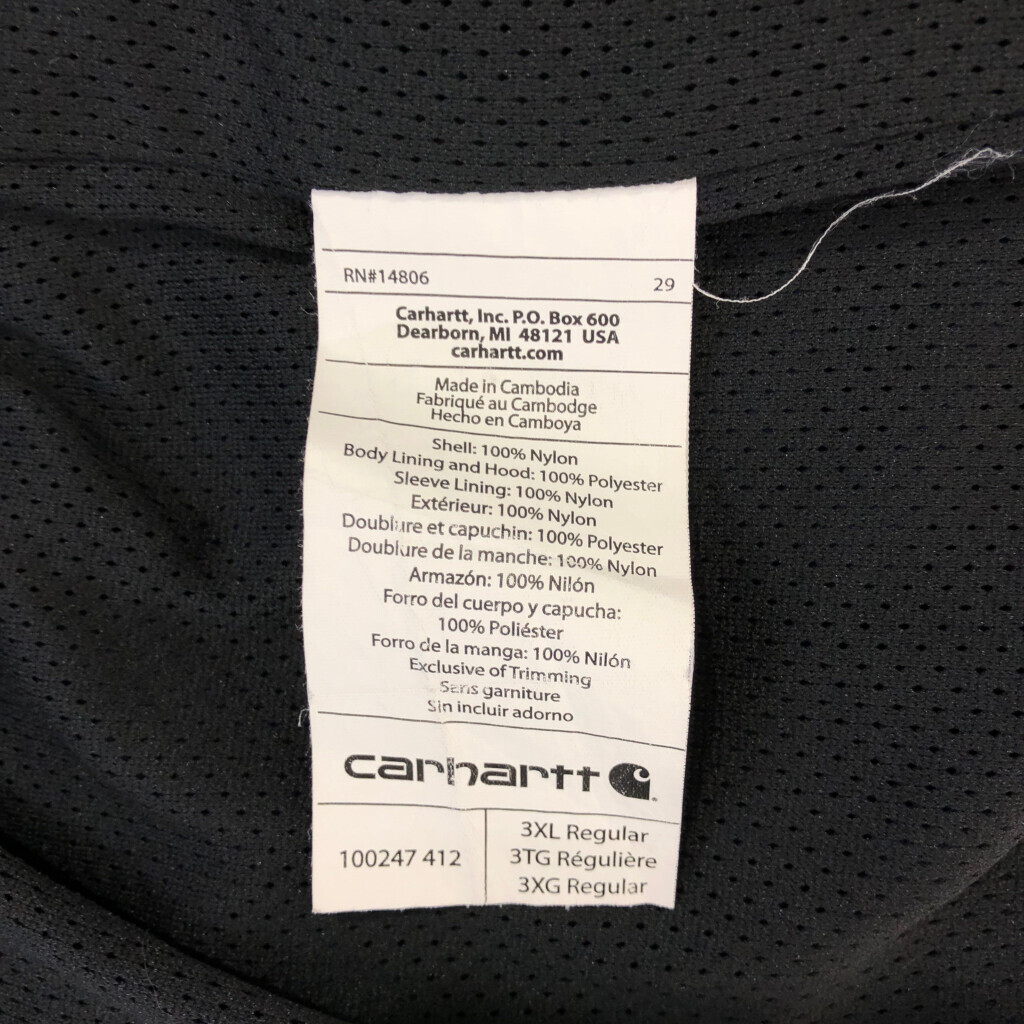 RN#14806
29
Carhartt, Inc. P.O. Box 600
Dearborn, MI 48121 USA
carhartt.com
Made in Cambodia
Fabriqué au Cambodge
Hecho en Camboya
Shell: 100% Nylon
Body Lining and Hood: 100% Polyester
Sleeve Lining: 100% Nylon
Extérieur: 100% Nylon
Doublure et capuchin: 100% Polyester
Doublure de la manche: 100% Nylon
Armazón: 100% Nilón
Forro del cuerpo y capucha:
100% Poliéster
Forro de la manga: 100% Nilón
Exclusive of Trimming
Sans garniture
Sin incluir adorno
carhartt
100247 412
3XL Regular
3TG Régulière
3XG Regular